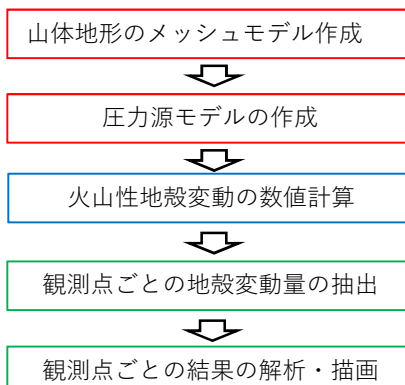 山体地形のメッシュモデル作成
圧力源モデルの作成
火山性地殻変動の数値計算
観測点ごとの地殻変動量の抽出
観測点ごとの結果の解析・描画